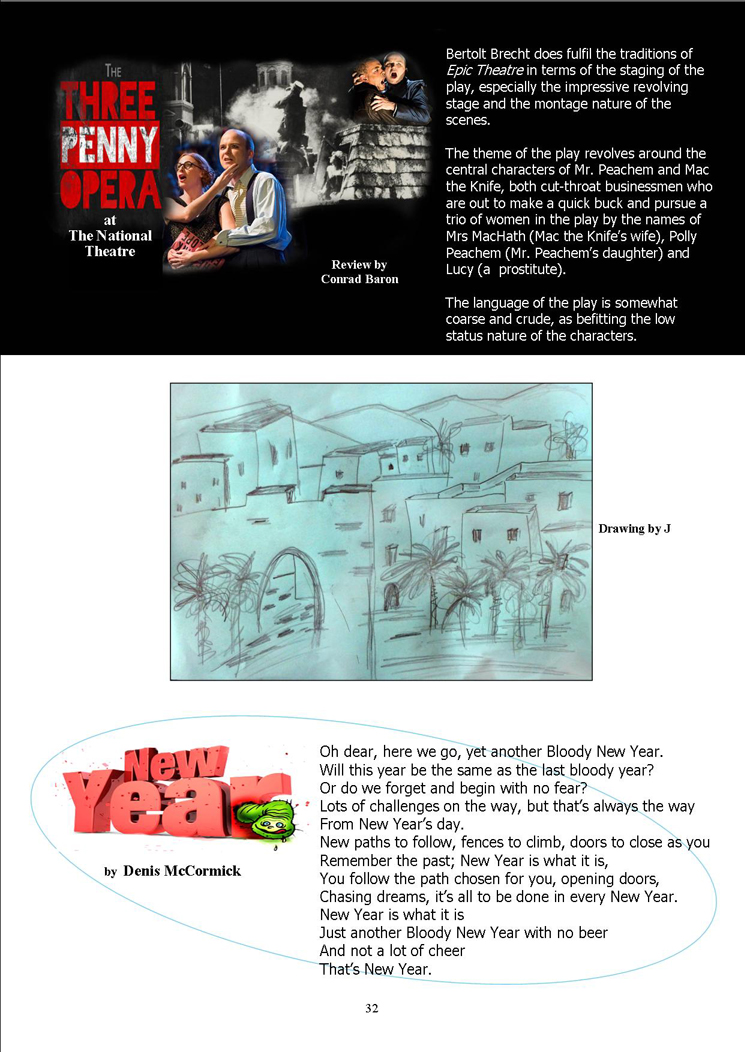 THE
THREE
PENNY
OPERA
at
The National
Theatre
Review by
Conrad Baron
Bertolt Brecht does fulfil the traditions of
Epic Theatre in terms of the staging of the
play, especially the impressive revolving
stage and the montage nature of the
scenes.
The theme of the play revolves around the
central characters of Mr. Peachem and Mac
the Knife, both cut-throat businessmen who
are out to make a quick buck and pursue a
trio of women in the play by the names of
Mrs MacHath (Mac the Knife's wife), Polly
Peachem (Mr. Peachem's daughter) and
Lucy (a prostitute).
The language of the play is somewhat
coarse and crude, as befitting the low
status nature of the characters.
Drawing by J
New
Year
by Denis McCormick
Oh dear, here we go, yet another Bloody New Year.
Will this year be the same as the last bloody year?
Or do we forget and begin with no fear?
Lots of challenges on the way, but that's always the way
From New Year's day.
New paths to follow, fences to climb, doors to close as you
Remember the past; New Year is what it is,
You follow the path chosen for you, opening doors,
Chasing dreams, it's all to be done in every New Year.
New Year is what it is
Just another Bloody New Year with no beer
And not a lot of cheer
That's New Year.
32